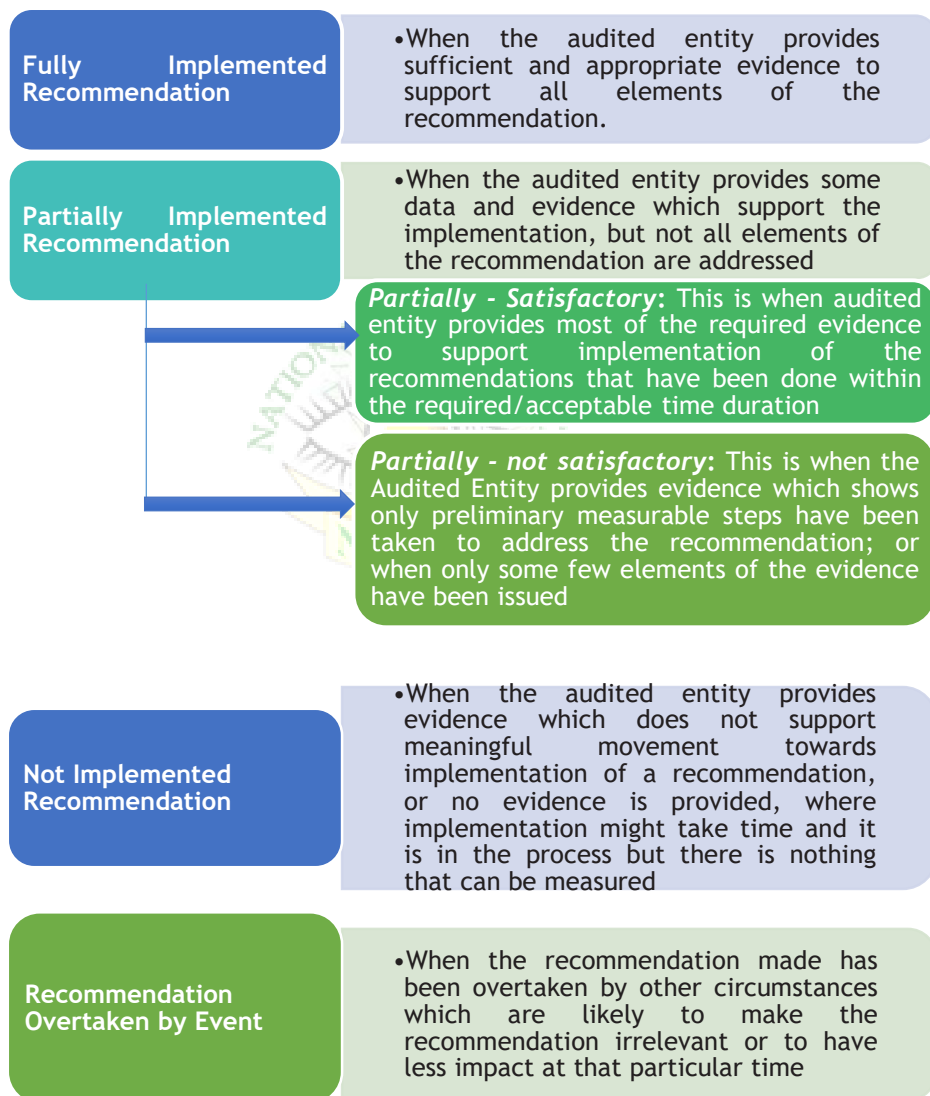 Fully Implemented
Recommendation
•When the audited entity provides
sufficient and appropriate evidence to
support all elements of the
recommendation.
Partially Implemented
Recommendation
•When the audited entity provides some
data and evidence which support the
implementation, but not all elements of
the recommendation are addressed
Partially - Satisfactory: This is when audited
entity provides most of the required evidence
to support implementation of the
recommendations that have been done within
the required/acceptable time duration
NATION
Partially - not satisfactory: This is when the
Audited Entity provides evidence which shows
only preliminary measurable steps have been
taken to address the recommendation; or
when only some few elements of the evidence
have been issued
Not Implemented
Recommendation
•When the audited entity provides
evidence which does not support
meaningful movement towards
implementation of a recommendation,
or no evidence is provided, where
implementation might take time and it
is in the process but there is nothing
that can be measured
Recommendation
Overtaken by Event
•When the recommendation made has
been overtaken by other circumstances
which are likely to make the
recommendation irrelevant or to have
less impact at that particular time